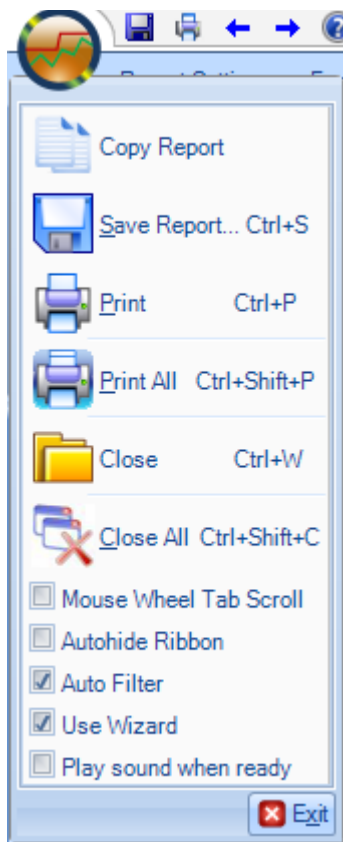 Copy Report
Save Report... Ctrl+S
Print Ctrl+P
Print All Ctrl+Shift+P
Close Ctrl+W
Close All Ctrl+Shift+C
Mouse Wheel Tab Scroll
Autohide Ribbon
Auto Filter
Use Wizard
Play sound when ready
Exit